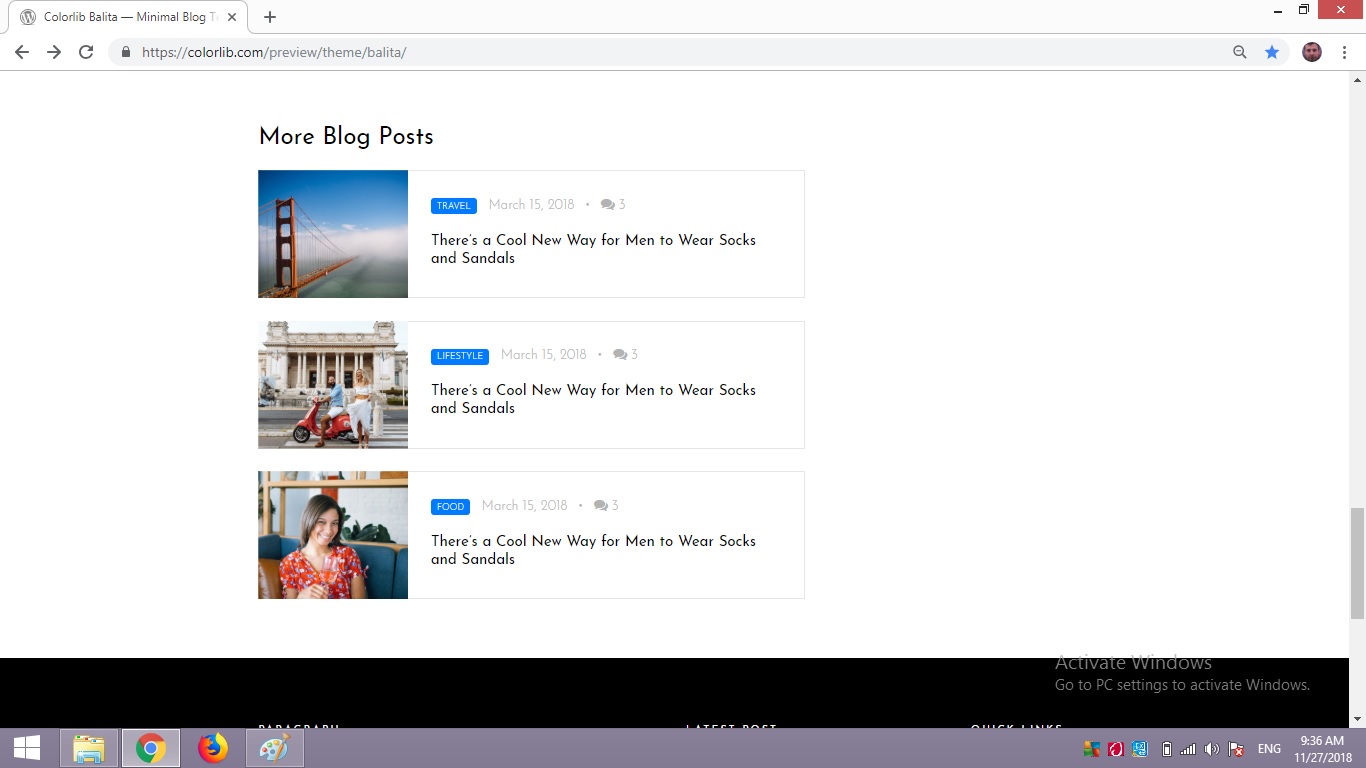 Colorlib Balita — Minimal Blog T
https://colorlib.com/preview/theme/balita/
More Blog Posts
TRAVEL March 15, 2018 • 3
There's a Cool New Way for Men to Wear Socks
and Sandals
LIFESTYLE March 15, 2018 • 3
There's a Cool New Way for Men to Wear Socks
and Sandals
FOOD March 15, 2018 • 3
There's a Cool New Way for Men to Wear Socks
and Sandals
Activate Windows
Go to PC settings to activate Windows.
PARAGRAPH LATEST POST QUICK LINKS
ENG
9:36 AM
11/27/2018